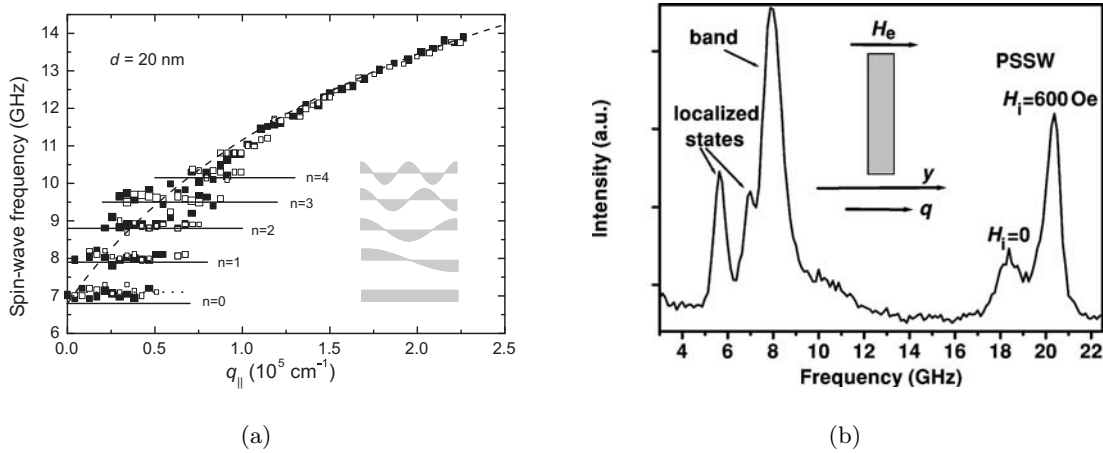 d = 20 nm
Spin-wave frequency (GHz)
14
13
12
11
10
9
8
7
6
n=4
n=3
n=2
n=1
n=0
0.0 0.5 1.0 1.5 2.0 2.5
q|| (10⁵ cm⁻¹)
(a)
Intensity (a.u.)
band
localized
states
Hₑ
PSSW
Hᵢ=600 Oe
y
q
Hᵢ=0
4 6 8 10 12 14 16 18 20 22
Frequency (GHz)
(b)